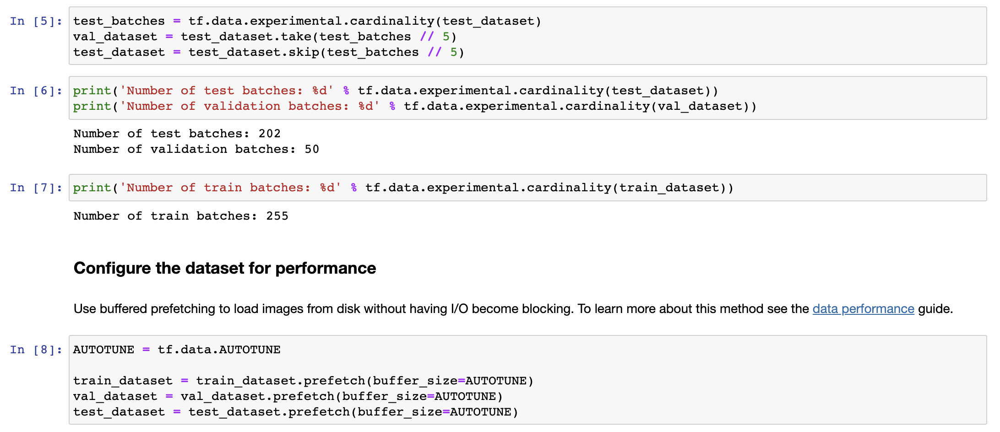 In [5]: test_batches = tf.data.experimental.cardinality(test_dataset)
val_dataset = test_dataset.take(test_batches // 5)
test_dataset = test_dataset.skip(test_batches // 5)
In [6]: print('Number of test batches: %d' % tf.data.experimental.cardinality(test_dataset))
print('Number of validation batches: %d' % tf.data.experimental.cardinality(val_dataset))
Number of test batches: 202
Number of validation batches: 50
In [7]: print('Number of train batches: %d' % tf.data.experimental.cardinality(train_dataset))
Number of train batches: 255
Configure the dataset for performance
Use buffered prefetching to load images from disk without having I/O become blocking. To learn more about this method see the data performance guide.
In [8]: AUTOTUNE = tf.data.AUTOTUNE
train_dataset = train_dataset.prefetch(buffer_size=AUTOTUNE)
val_dataset = val_dataset.prefetch(buffer_size=AUTOTUNE)
test_dataset = test_dataset.prefetch(buffer_size=AUTOTUNE)